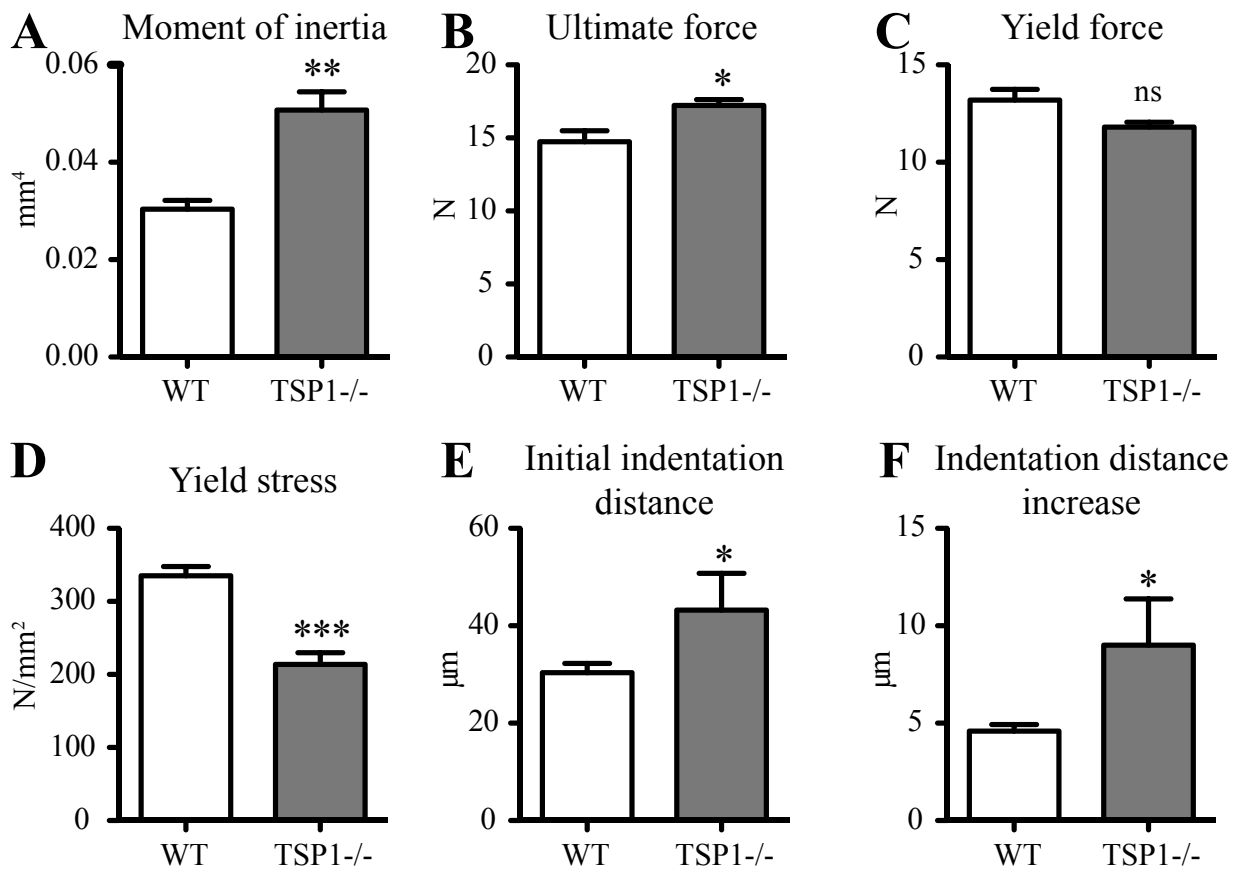 A Moment of inertia
0.06
0.04
0.02
0.00
mm⁴
**
WT TSP1-/-
B Ultimate force
20
15
10
5
0
N
*
WT TSP1-/-
C Yield force
15
10
5
0
N
ns
WT TSP1-/-
D Yield stress
400
300
200
100
0
N/mm²
***
WT TSP1-/-
E Initial indentation
distance
60
40
20
0
µm
*
WT TSP1-/-
F Indentation distance
increase
15
10
5
0
µm
*
WT TSP1-/-